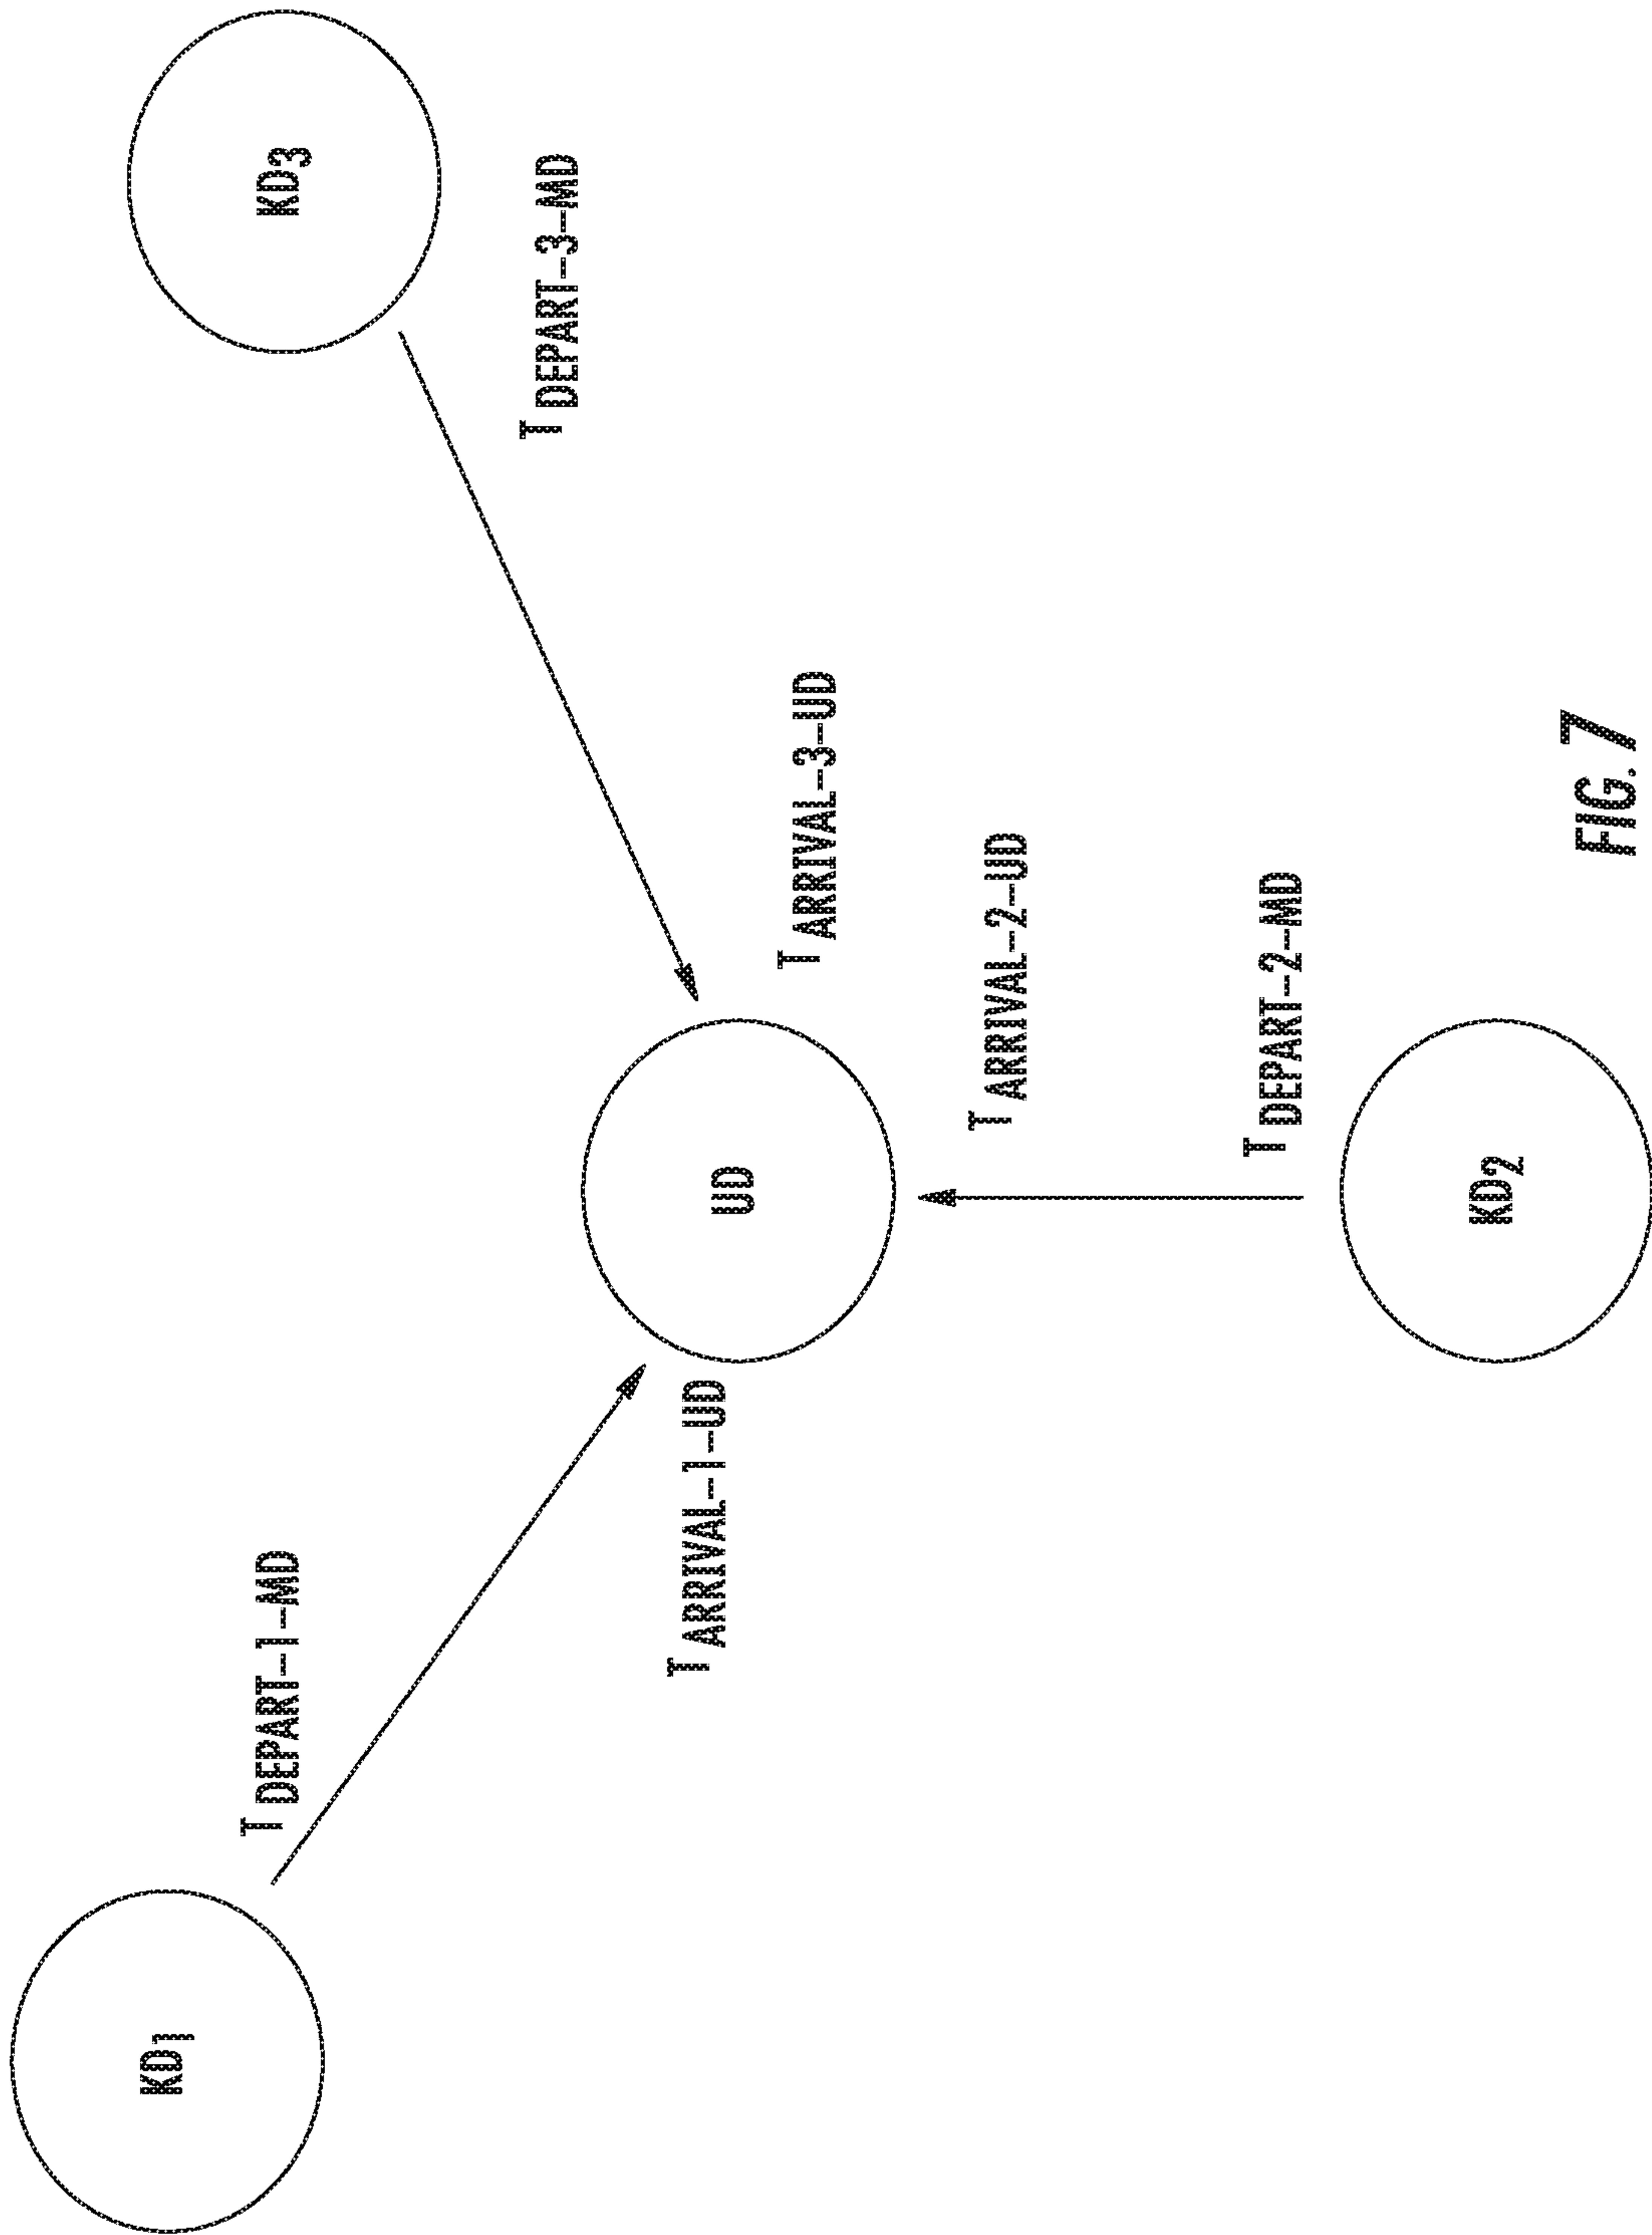 KD1
T DEPART-1-MD
KD3
T DEPART-3-MD
T ARRIVAL-1-UD
UD
T ARRIVAL-3-UD
T ARRIVAL-2-UD
T DEPART-2-MD
KD2
FIG. 7